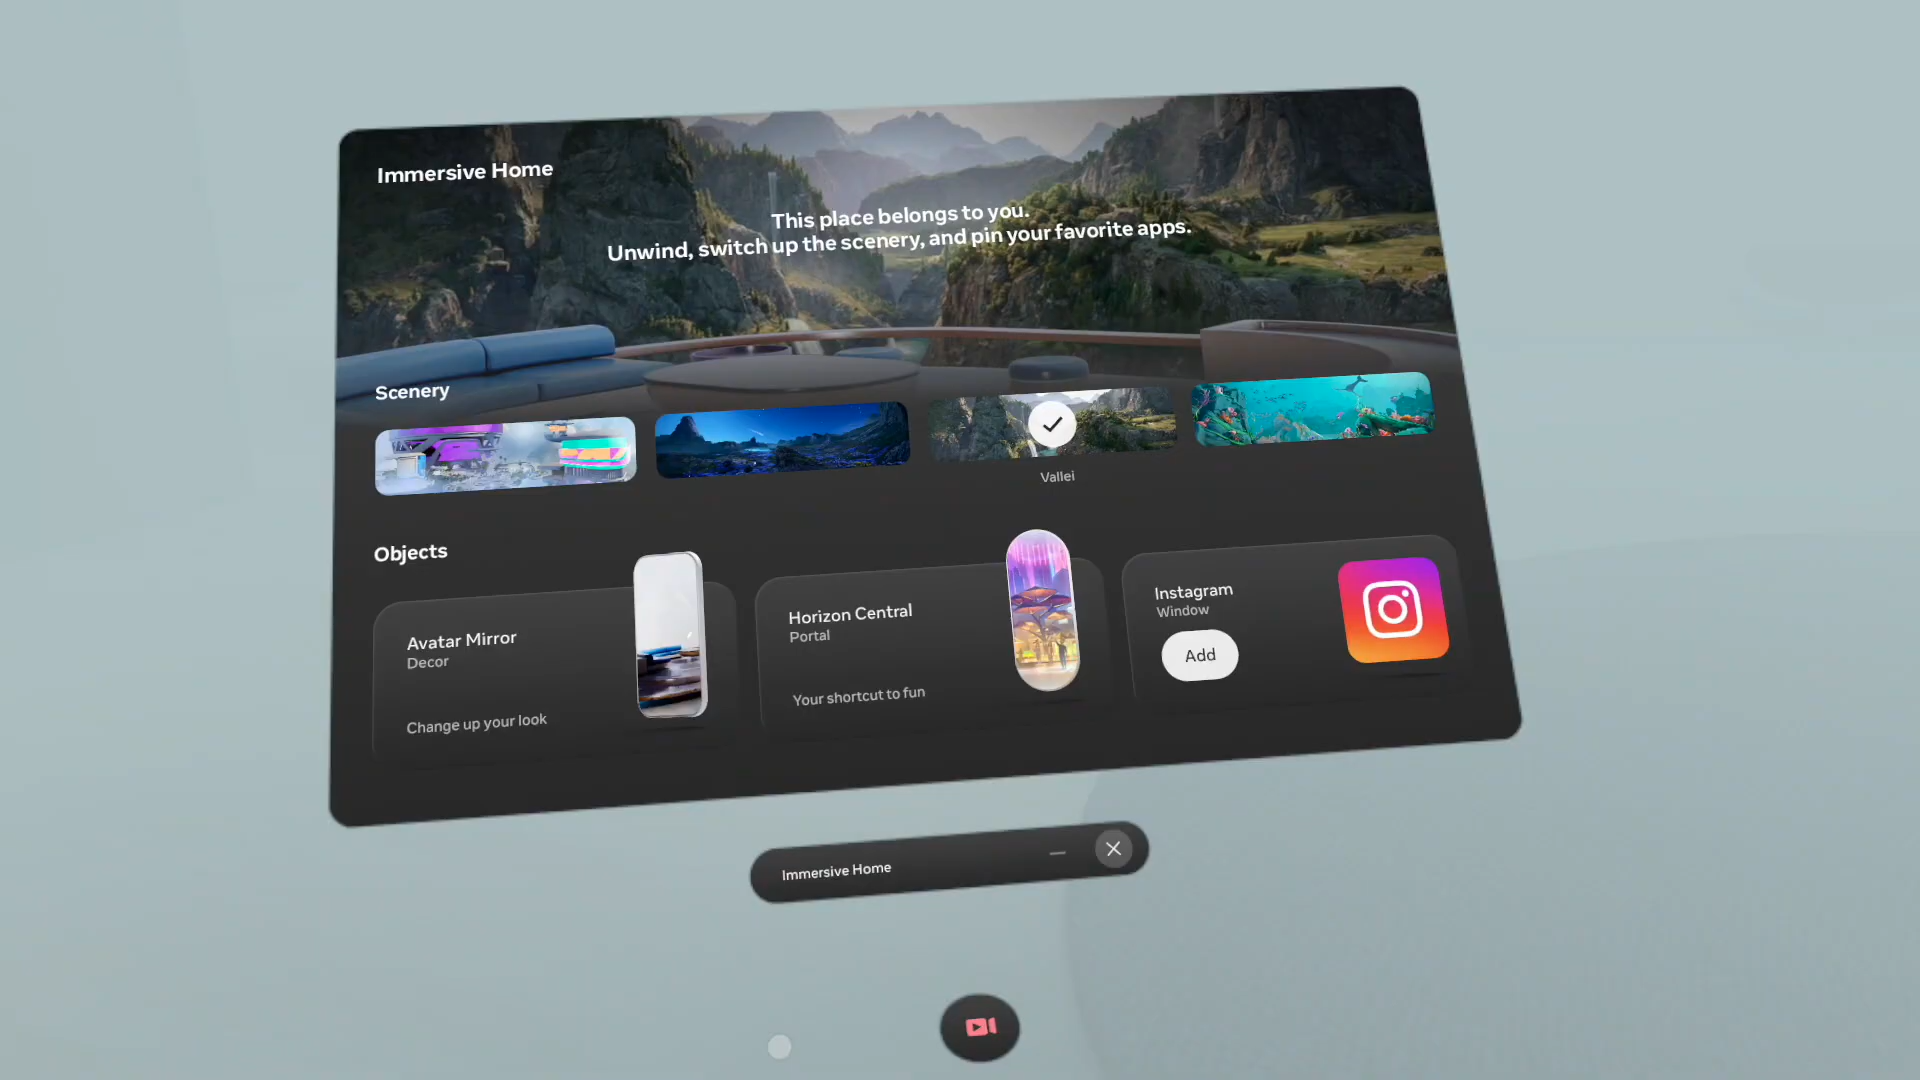 Immersive Home
This place belongs to you.
Unwind, switch up the scenery, and pin your favorite apps.
Scenery
Vallei
Objects
Avatar Mirror
Decor
Change up your look
Horizon Central
Portal
Your shortcut to fun
Instagram
Window
Add
Immersive Home